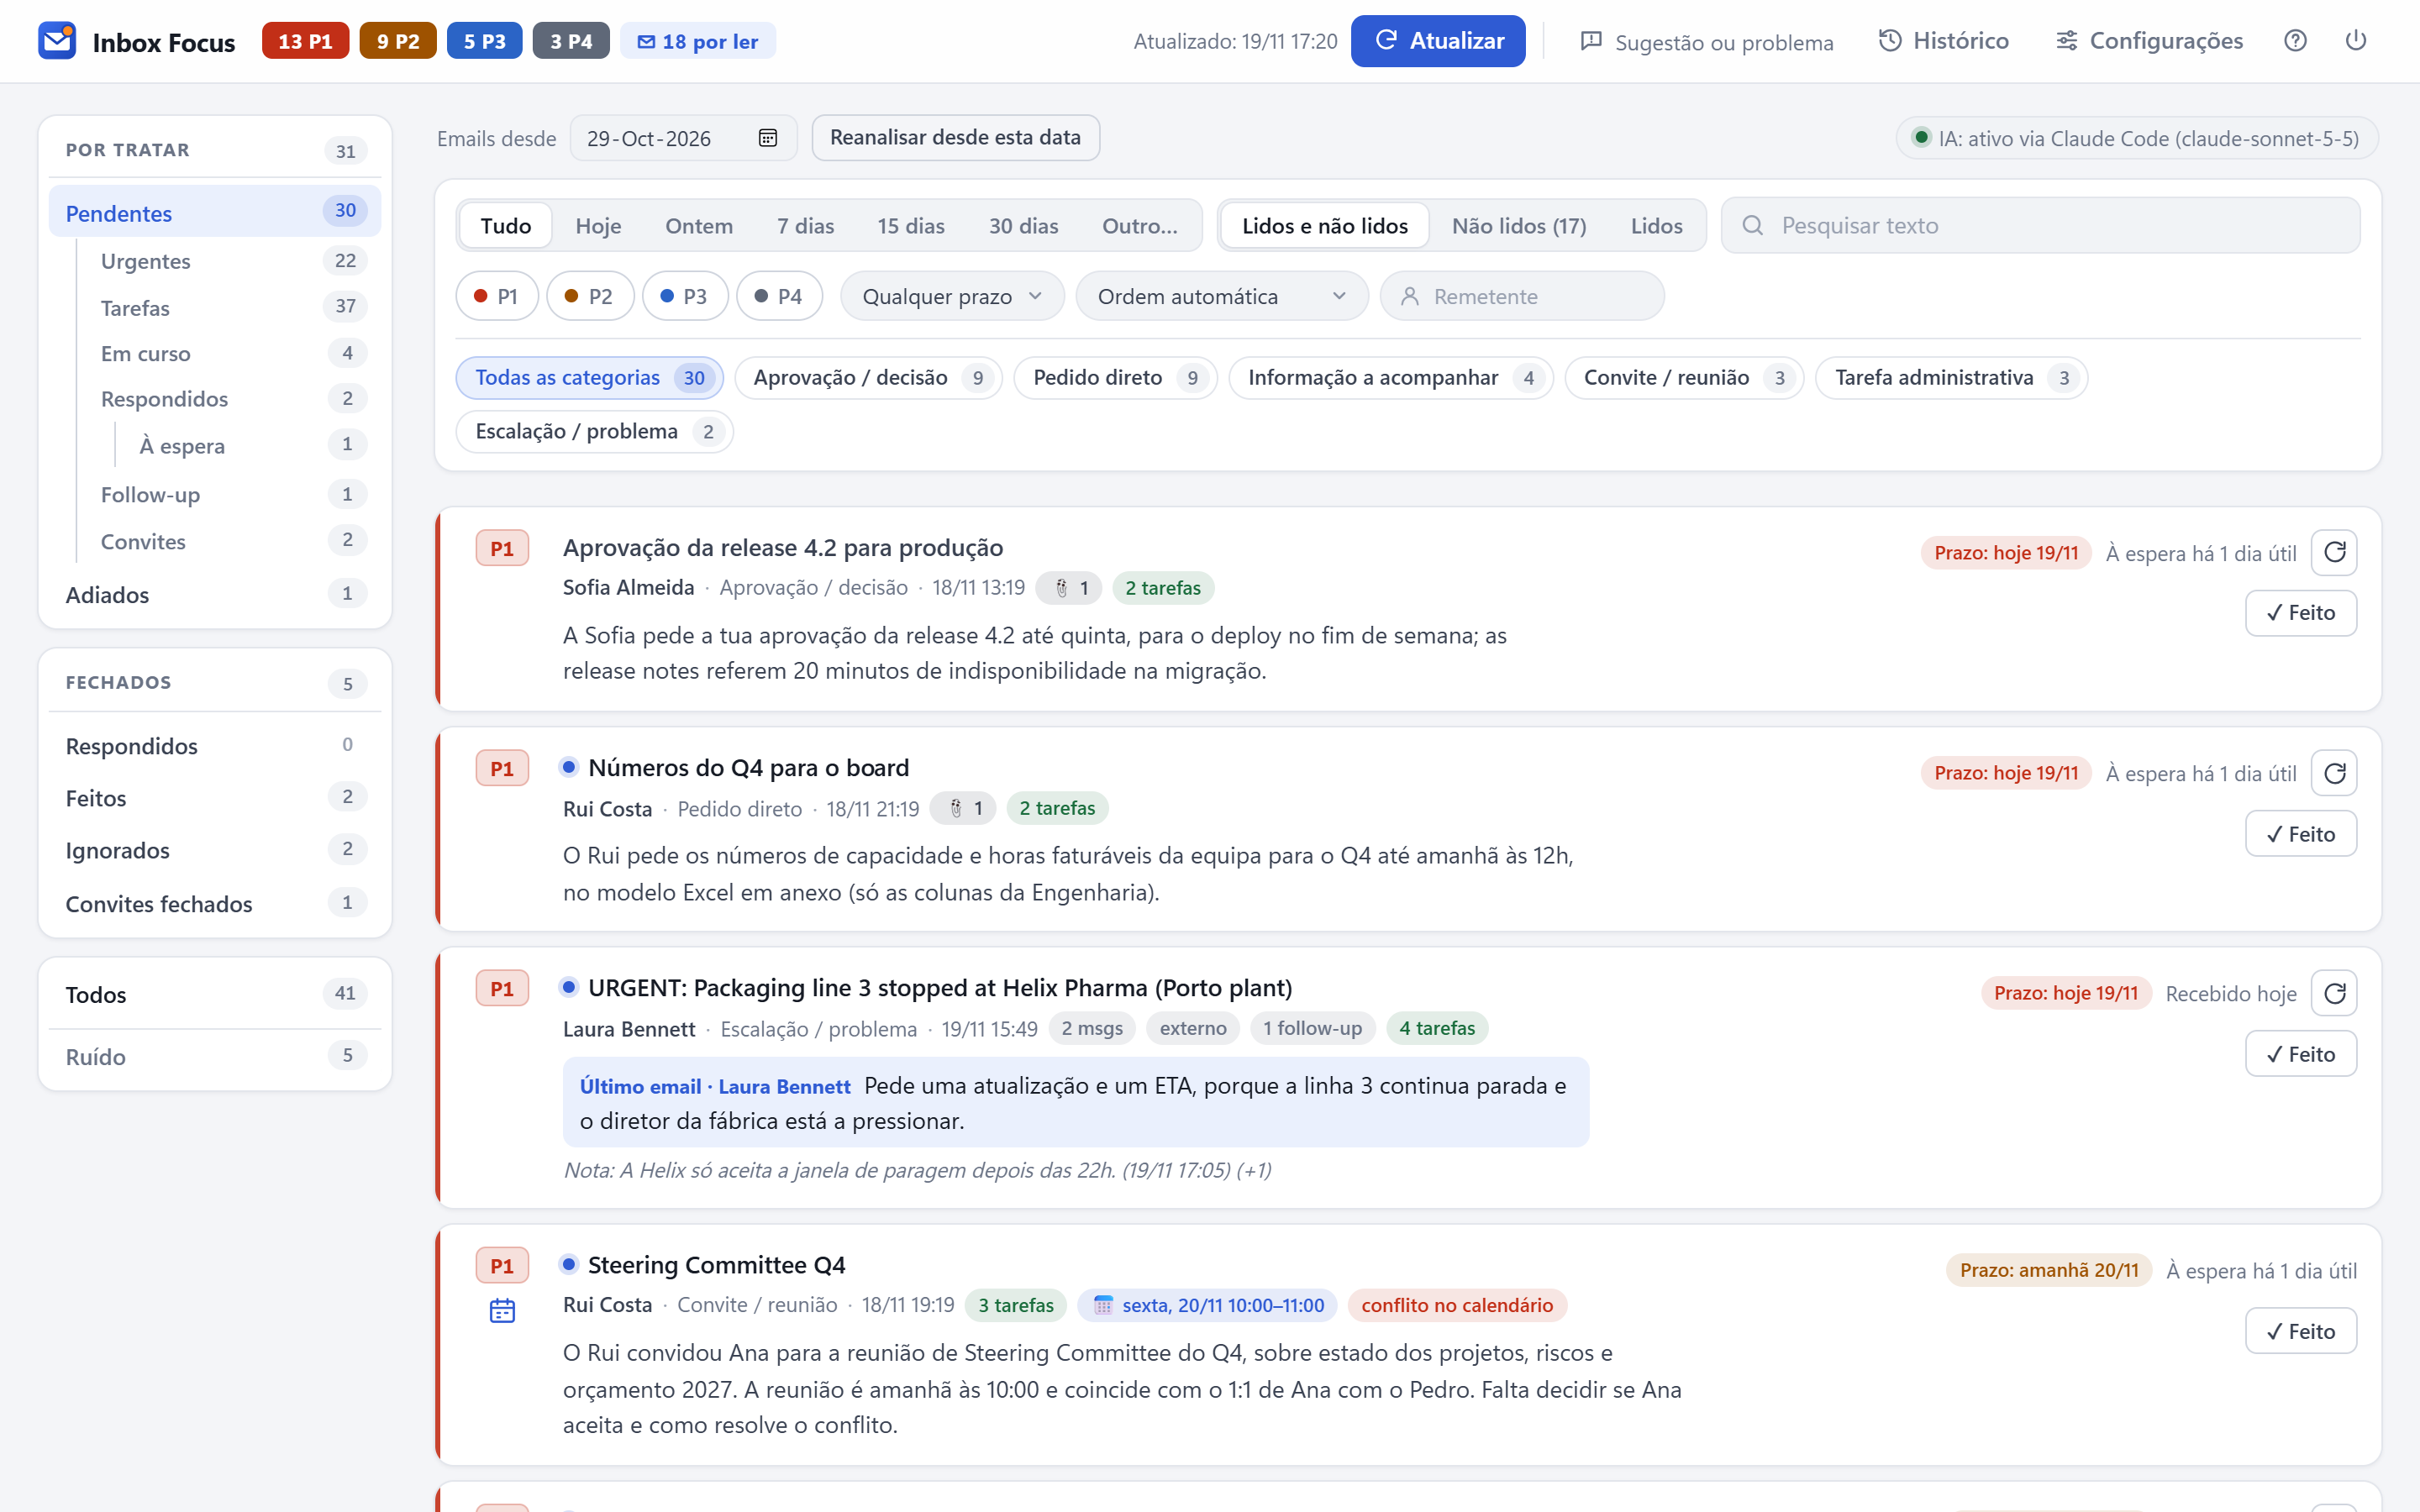 Inbox Focus 13 P1 9 P2 5 P3 3 P4 18 por ler Atualizado: 19/11 17:20 Atualizar Sugestão ou problema Histórico Configurações
POR TRATAR 31
Pendentes 30
Urgentes 22
Tarefas 37
Em curso 4
Respondidos 2
À espera 1
Follow-up 1
Convites 2
Adiados 1
FECHADOS 5
Respondidos 0
Feitos 2
Ignorados 2
Convites fechados 1
Todos 41
Ruído 5
Emails desde 29-Oct-2026 Reanalisar desde esta data IA: ativo via Claude Code (claude-sonnet-5-5)
Tudo Hoje Ontem 7 dias 15 dias 30 dias Outro... Lidos e não lidos Não lidos (17) Lidos Pesquisar texto
P1 P2 P3 P4 Qualquer prazo Ordem automática Remetente
Todas as categorias 30 Aprovação / decisão 9 Pedido direto 9 Informação a acompanhar 4 Convite / reunião 3 Tarefa administrativa 3
Escalação / problema 2
P1 Aprovação da release 4.2 para produção Prazo: hoje 19/11 À espera há 1 dia útil
Sofia Almeida · Aprovação / decisão · 18/11 13:19 1 2 tarefas
✓ Feito
A Sofia pede a tua aprovação da release 4.2 até quinta, para o deploy no fim de semana; as
release notes referem 20 minutos de indisponibilidade na migração.
P1 Números do Q4 para o board Prazo: hoje 19/11 À espera há 1 dia útil
Rui Costa · Pedido direto · 18/11 21:19 1 2 tarefas
✓ Feito
O Rui pede os números de capacidade e horas faturáveis da equipa para o Q4 até amanhã às 12h,
no modelo Excel em anexo (só as colunas da Engenharia).
P1 URGENT: Packaging line 3 stopped at Helix Pharma (Porto plant) Prazo: hoje 19/11 Recebido hoje
Laura Bennett · Escalação / problema · 19/11 15:49 2 msgs externo 1 follow-up 4 tarefas
✓ Feito
Último email · Laura Bennett Pede uma atualização e um ETA, porque a linha 3 continua parada e
o diretor da fábrica está a pressionar.
Nota: A Helix só aceita a janela de paragem depois das 22h. (19/11 17:05) (+1)
P1 Steering Committee Q4 Prazo: amanhã 20/11 À espera há 1 dia útil
Rui Costa · Convite / reunião · 18/11 19:19 3 tarefas sexta, 20/11 10:00–11:00 conflito no calendário
✓ Feito
O Rui convidou Ana para a reunião de Steering Committee do Q4, sobre estado dos projetos, riscos e
orçamento 2027. A reunião é amanhã às 10:00 e coincide com o 1:1 de Ana com o Pedro. Falta decidir se Ana
aceita e como resolve o conflito.